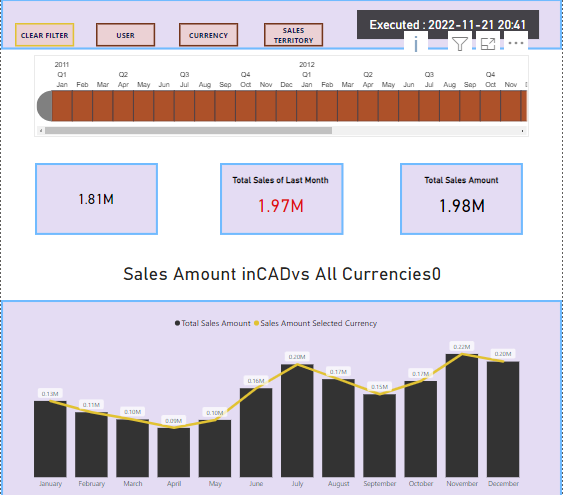 Executed : 2022-11-21 20:41
CLEAR FILTER
USER
CURRENCY
SALES
TERRITORY
2011 2012
Q1 Q2 Q3 Q4 Q1 Q2 Q3 Q4
Jan Feb Mar Apr May Jun Jul Aug Sep Oct Nov Dec Jan Feb Mar Apr May Jun Jul Aug Sep Oct Nov
1.81M
Total Sales of Last Month
1.97M
Total Sales Amount
1.98M
Sales Amount inCADvs All Currencies0
Total Sales Amount Sales Amount Selected Currency
0.13M 0.11M 0.10M 0.09M 0.10M 0.16M 0.20M 0.17M 0.15M 0.17M 0.22M 0.20M
January February March April May June July August September October November December